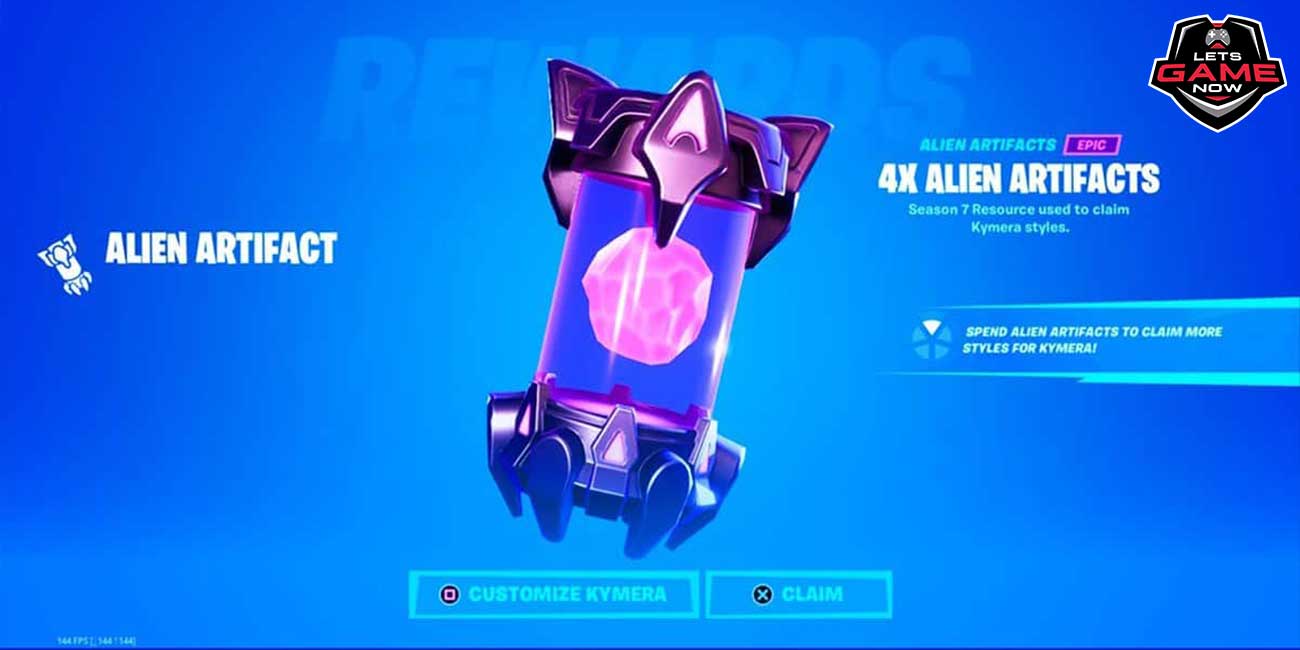 REWARDS
LETS
GAME
NOW
ALIEN ARTIFACTS EPIC
4X ALIEN ARTIFACTS
Season 7 Resource used to claim
Kymera styles.
ALIEN ARTIFACT
SPEND ALIEN ARTIFACTS TO CLAIM MORE
STYLES FOR KYMERA!
CUSTOMIZE KYMERA
CLAIM